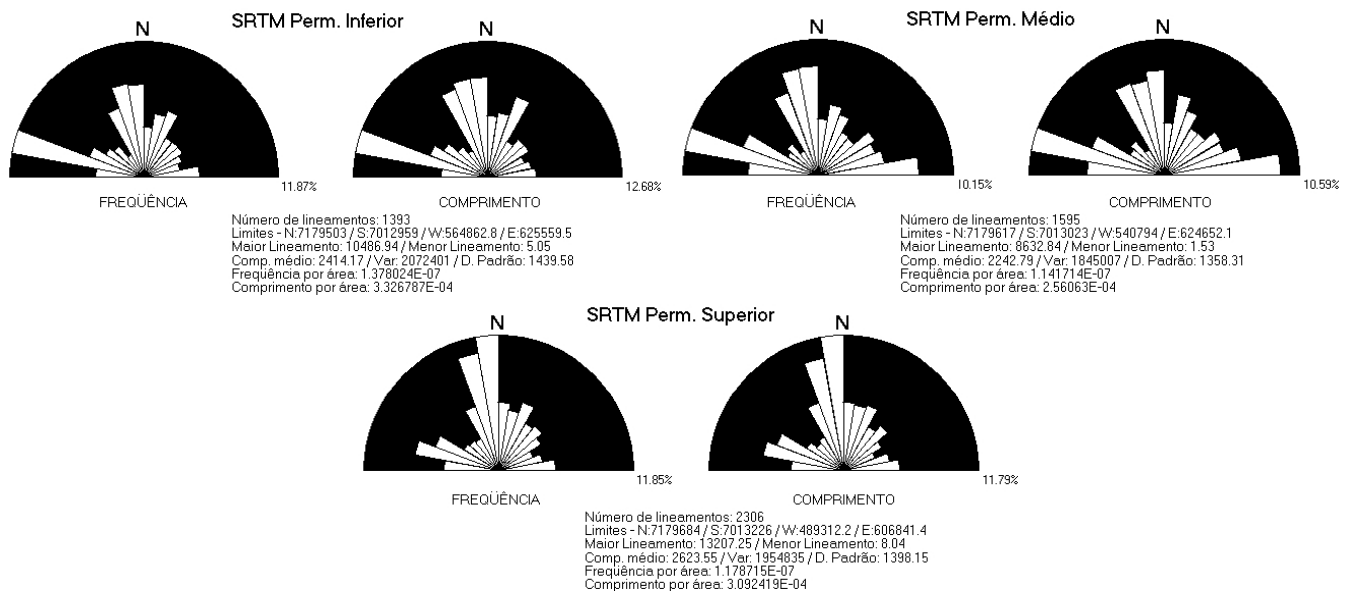 SRTM Perm. Inferior
N
N
11.87%
12.68%
FREQÜÊNCIA
COMPRIMENTO
Número de lineamentos: 1393
Limites - N:7179503 / S:7012959 / W:564862.8 / E:625559.5
Maior Lineamento: 10486.94 / Menor Lineamento: 5.05
Comp. médio: 2414.17 / Var: 2072401 / D. Padrão: 1439.58
Freqüência por área: 1.378024E-07
Comprimento por área: 3.326787E-04
SRTM Perm. Médio
N
N
10.15%
10.59%
FREQÜÊNCIA
COMPRIMENTO
Número de lineamentos: 1595
Limites - N:7179617 / S:7013023 / W:540794 / E:624652.1
Maior Lineamento: 8632.84 / Menor Lineamento: 1.53
Comp. médio: 2242.79 / Var: 1845007 / D. Padrão: 1358.31
Freqüência por área: 1.141714E-07
Comprimento por área: 2.56063E-04
SRTM Perm. Superior
N
N
11.85%
11.79%
FREQÜÊNCIA
COMPRIMENTO
Número de lineamentos: 2306
Limites - N:7179684 / S:7013226 / W:489312.2 / E:606841.4
Maior Lineamento: 13207.25 / Menor Lineamento: 8.04
Comp. médio: 2623.55 / Var: 1954835 / D. Padrão: 1398.15
Freqüência por área: 1.178715E-07
Comprimento por área: 3.092419E-04